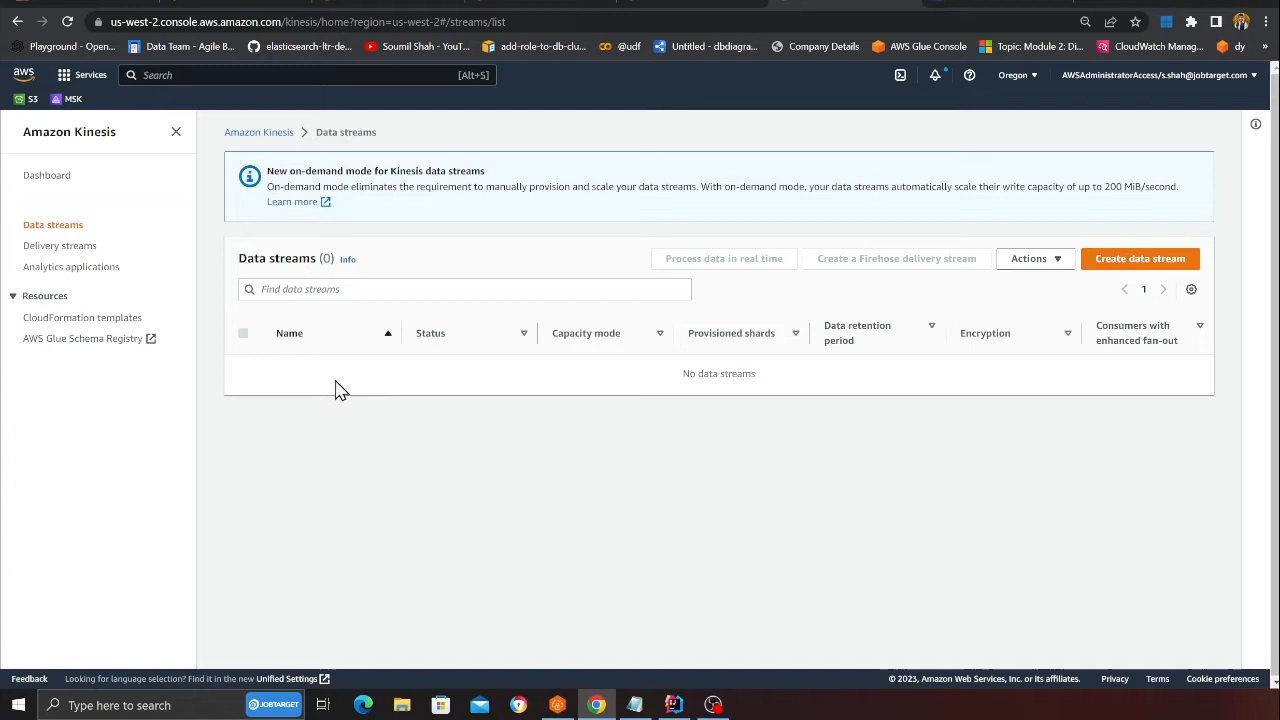 us-west-2.console.aws.amazon.com/kinesis/home?region=us-west-2#/streams/list
Playground - Open...
Data Team - Agile B...
elasticsearch-ltr-de...
Soumil Shah - YouT...
add-role-to-db-clu...
@udf
Untitled - dbdiagra...
Company Details
AWS Glue Console
Topic: Module 2: Di...
CloudWatch Manag...
dy
»
aws
Services
Search
[Alt+S]
Oregon
AWSAdministratorAccess/s.shah@jobtarget.com
S3
MSK
Amazon Kinesis
Dashboard
Data streams
Delivery streams
Analytics applications
Resources
CloudFormation templates
AWS Glue Schema Registry
Amazon Kinesis
Data streams
New on-demand mode for Kinesis data streams
On-demand mode eliminates the requirement to manually provision and scale your data streams. With on-demand mode, your data streams automatically scale their write capacity of up to 200 MiB/second.
Learn more
Data streams (0) Info
Process data in real time
Create a Firehose delivery stream
Actions
Create data stream
Find data streams
1
Name
Status
Capacity mode
Provisioned shards
Data retention
period
Encryption
Consumers with
enhanced fan-out
No data streams
Feedback
Looking for language selection? Find it in the new Unified Settings
© 2023, Amazon Web Services, Inc. or its affiliates.
Privacy
Terms
Cookie preferences
Type here to search
JOBTARGET